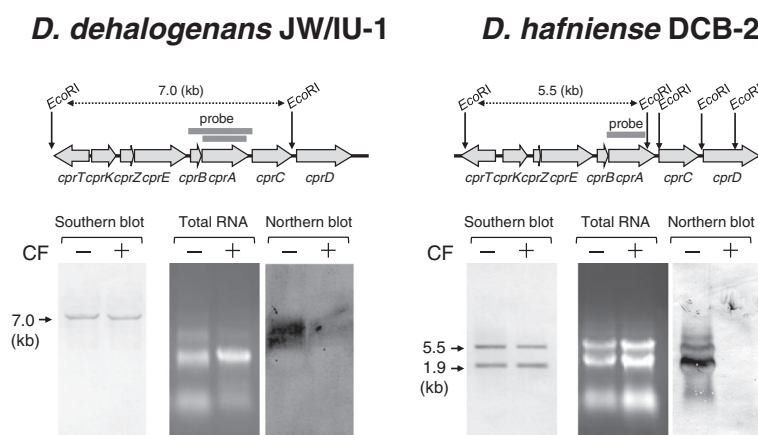 D. dehalogenans JW/IU-1
EcoRI
7.0 (kb)
EcoRI
probe
cprT cprK cprZ cprE cprB cprA cprC cprD
Southern blot Total RNA Northern blot
CF − + − + − +
7.0
(kb)
D. hafniense DCB-2
EcoRI
5.5 (kb)
EcoRI EcoRI EcoRI EcoRI
probe
cprT cprK cprZ cprE cprB cprA cprC cprD
Southern blot Total RNA Northern blot
CF − + − + − +
5.5
1.9
(kb)